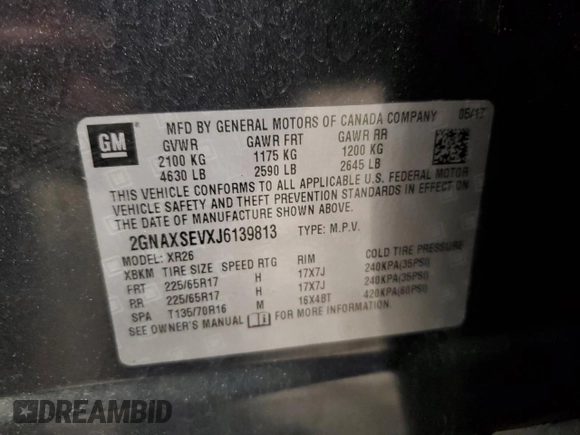 GM
MFD BY GENERAL MOTORS OF CANADA COMPANY 05/17
GVWR GAWR FRT GAWR RR
2100 KG 1175 KG 1200 KG
4630 LB 2590 LB 2645 LB
THIS VEHICLE CONFORMS TO ALL APPLICABLE U.S. FEDERAL MOTOR
VEHICLE SAFETY AND THEFT PREVENTION STANDARDS IN EFFECT ON
THE DATE OF MANUFACTURE SHOWN ABOVE.
2GNAXSEVXJ6139813 TYPE: M.P.V.
MODEL: XR26
XBKM TIRE SIZE SPEED RTG RIM COLD TIRE PRESSURE
FRT 225/65R17 H 17X7J 240KPA(35PSI)
RR 225/65R17 H 17X7J 240KPA(35PSI)
SPA T135/70R16 M 16X4BT 420KPA(60PSI)
SEE OWNER'S MANUAL FOR MORE INFORMATION.
DREAMBID